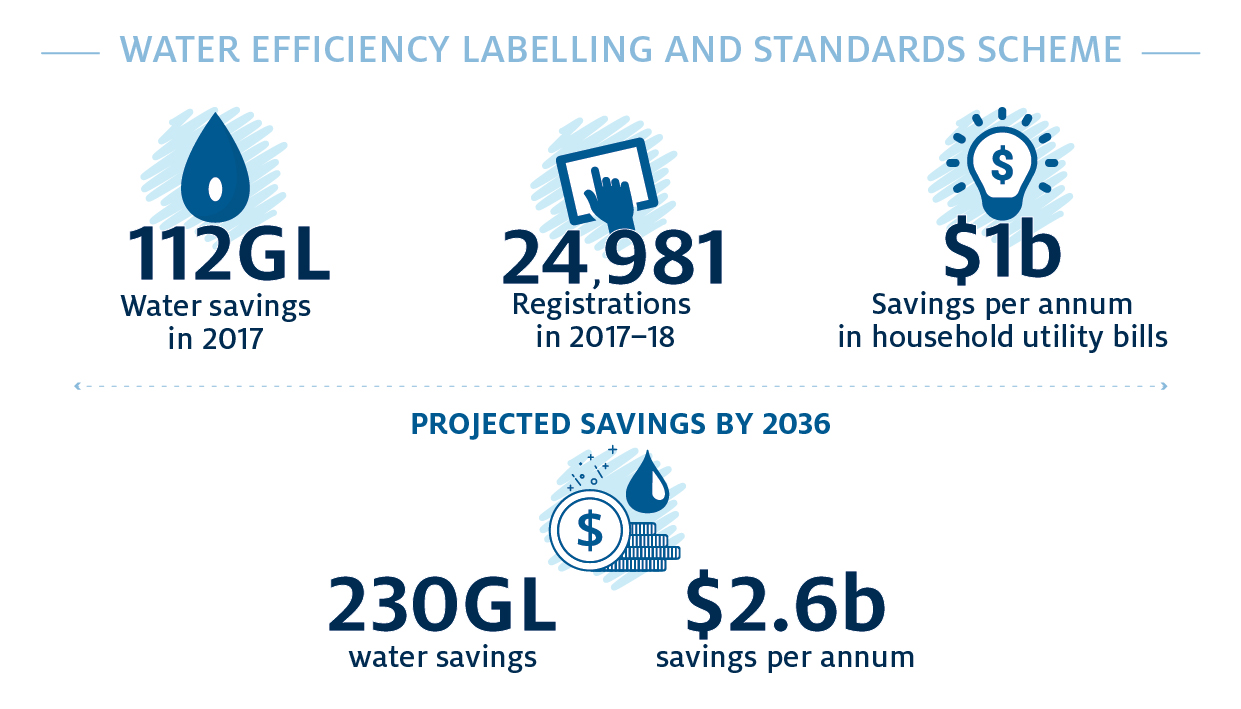 WATER EFFICIENCY LABELLING AND STANDARDS SCHEME
112GL
Water savings
in 2017
24,981
Registrations
in 2017–18
$
$1b
Savings per annum
in household utility bills
PROJECTED SAVINGS BY 2036
$
230GL
water savings
$2.6b
savings per annum